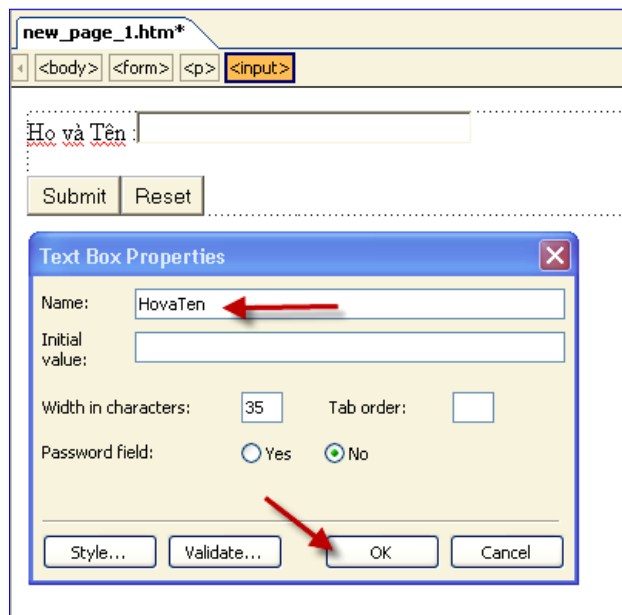 new_page_1.htm*
<body> <form> <p> <input>
Ho và Tên :
Submit Reset
Text Box Properties
Name: HovaTen
Initial
value:
Width in characters: 35 Tab order:
Password field: Yes No
Style... Validate... OK Cancel